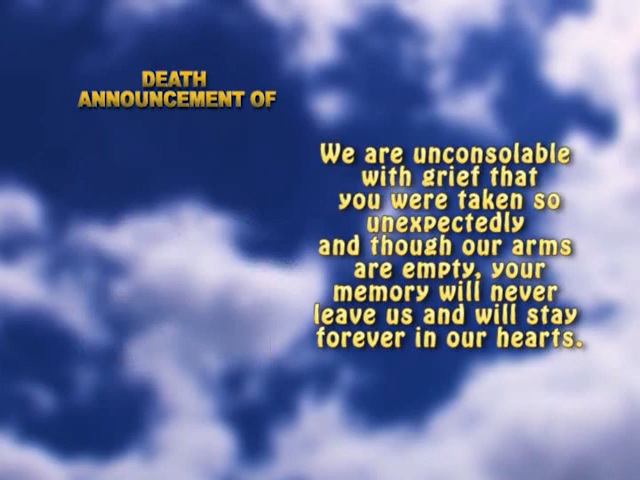 DEATH
ANNOUNCEMENT OF
We are unconsolable
with grief that
you were taken so
unexpectedly
and though our arms
are empty, your
memory will never
leave us and will stay
forever in our hearts.